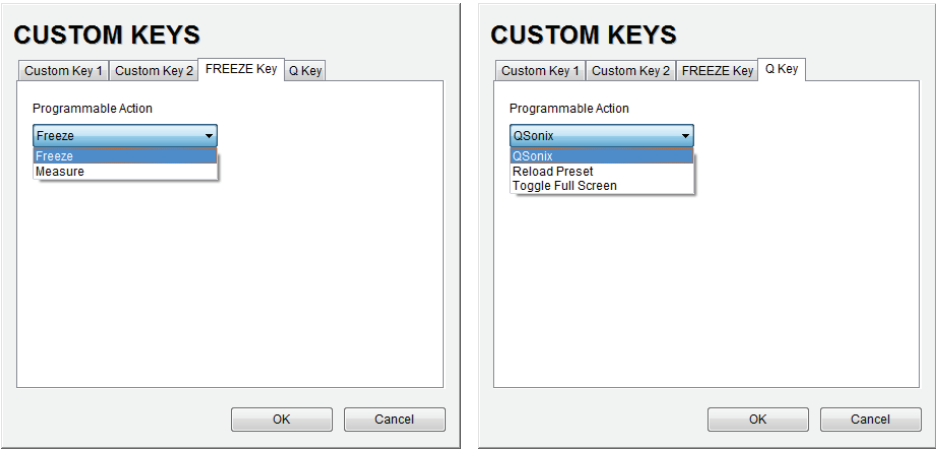 CUSTOM KEYS
Custom Key 1 Custom Key 2 FREEZE Key Q Key
Programmable Action
Freeze
Freeze
Measure
OK Cancel
CUSTOM KEYS
Custom Key 1 Custom Key 2 FREEZE Key Q Key
Programmable Action
QSonix
QSonix
Reload Preset
Toggle Full Screen
OK Cancel